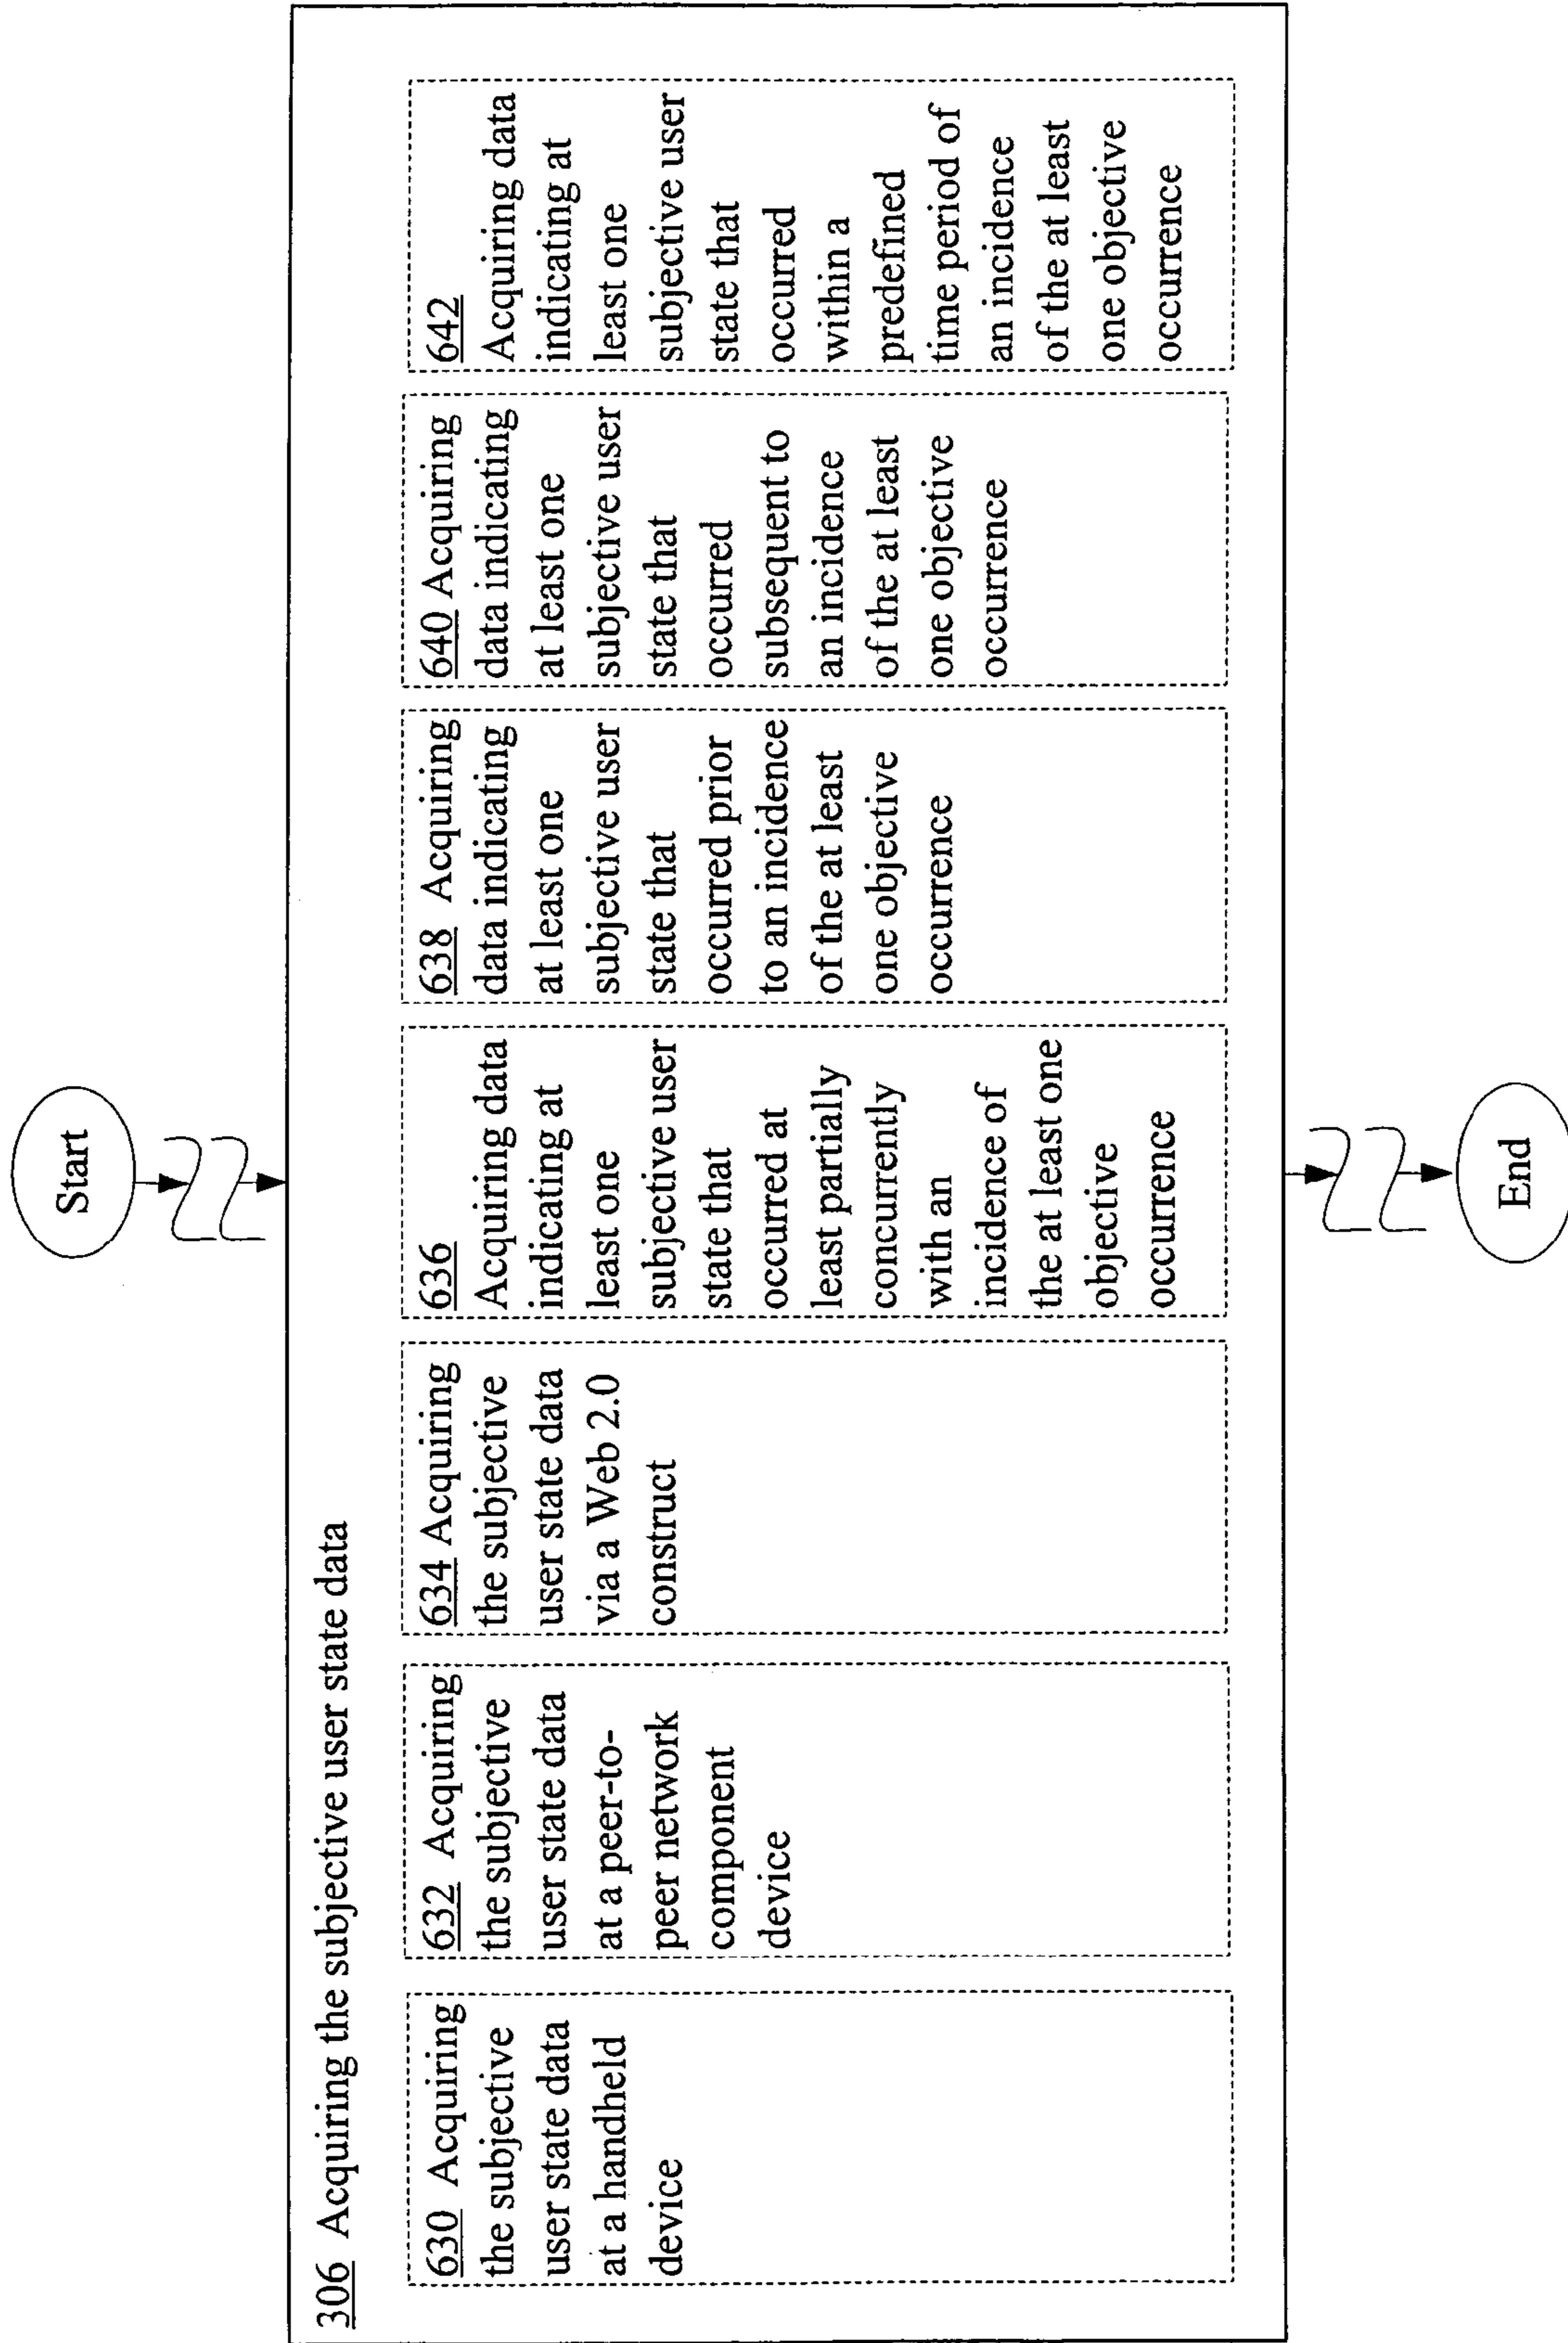 Start
306 Acquiring the subjective user state data
630 Acquiring
the subjective
user state data
at a handheld
device
632 Acquiring
the subjective
user state data
at a peer-to-
peer network
component
device
634 Acquiring
the subjective
user state data
via a Web 2.0
construct
636
Acquiring data
indicating at
least one
subjective user
state that
occurred at
least partially
concurrently
with an
incidence of
the at least one
objective
occurrence
638 Acquiring
data indicating
at least one
subjective user
state that
occurred prior
to an incidence
of the at least
one objective
occurrence
640 Acquiring
data indicating
at least one
subjective user
state that
occurred
subsequent to
an incidence
of the at least
one objective
occurrence
642
Acquiring data
indicating at
least one
subjective user
state that
occurred
within a
predefined
time period of
an incidence
of the at least
one objective
occurrence
End